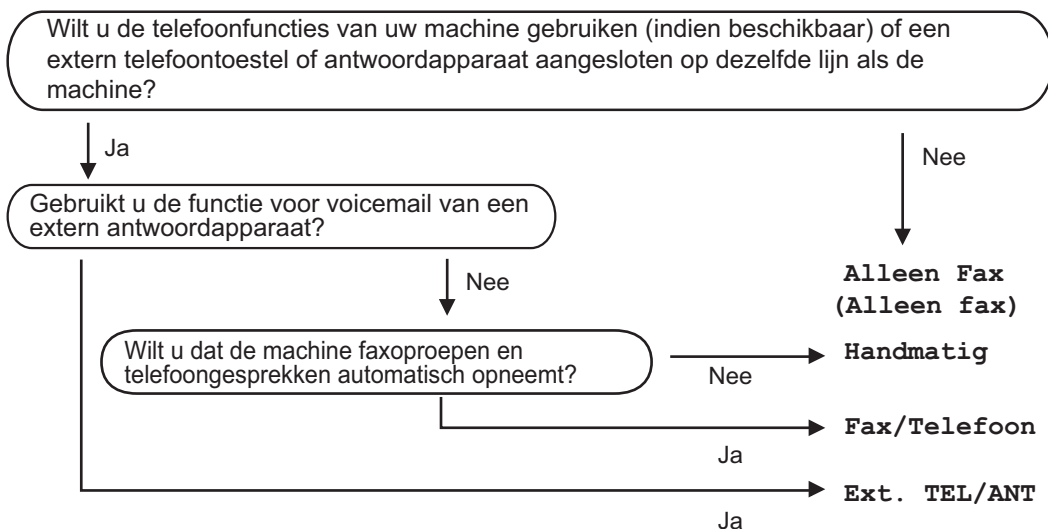 Wilt u de telefoonfuncties van uw machine gebruiken (indien beschikbaar) of een
extern telefoontoestel of antwoordapparaat aangesloten op dezelfde lijn als de
machine?
Ja
Nee
Gebruikt u de functie voor voicemail van een
extern antwoordapparaat?
Nee
Alleen Fax
(Alleen fax)
Wilt u dat de machine faxoproepen en
telefoongesprekken automatisch opneemt?
Nee
Handmatig
Ja
Fax/Telefoon
Ja
Ext. TEL/ANT